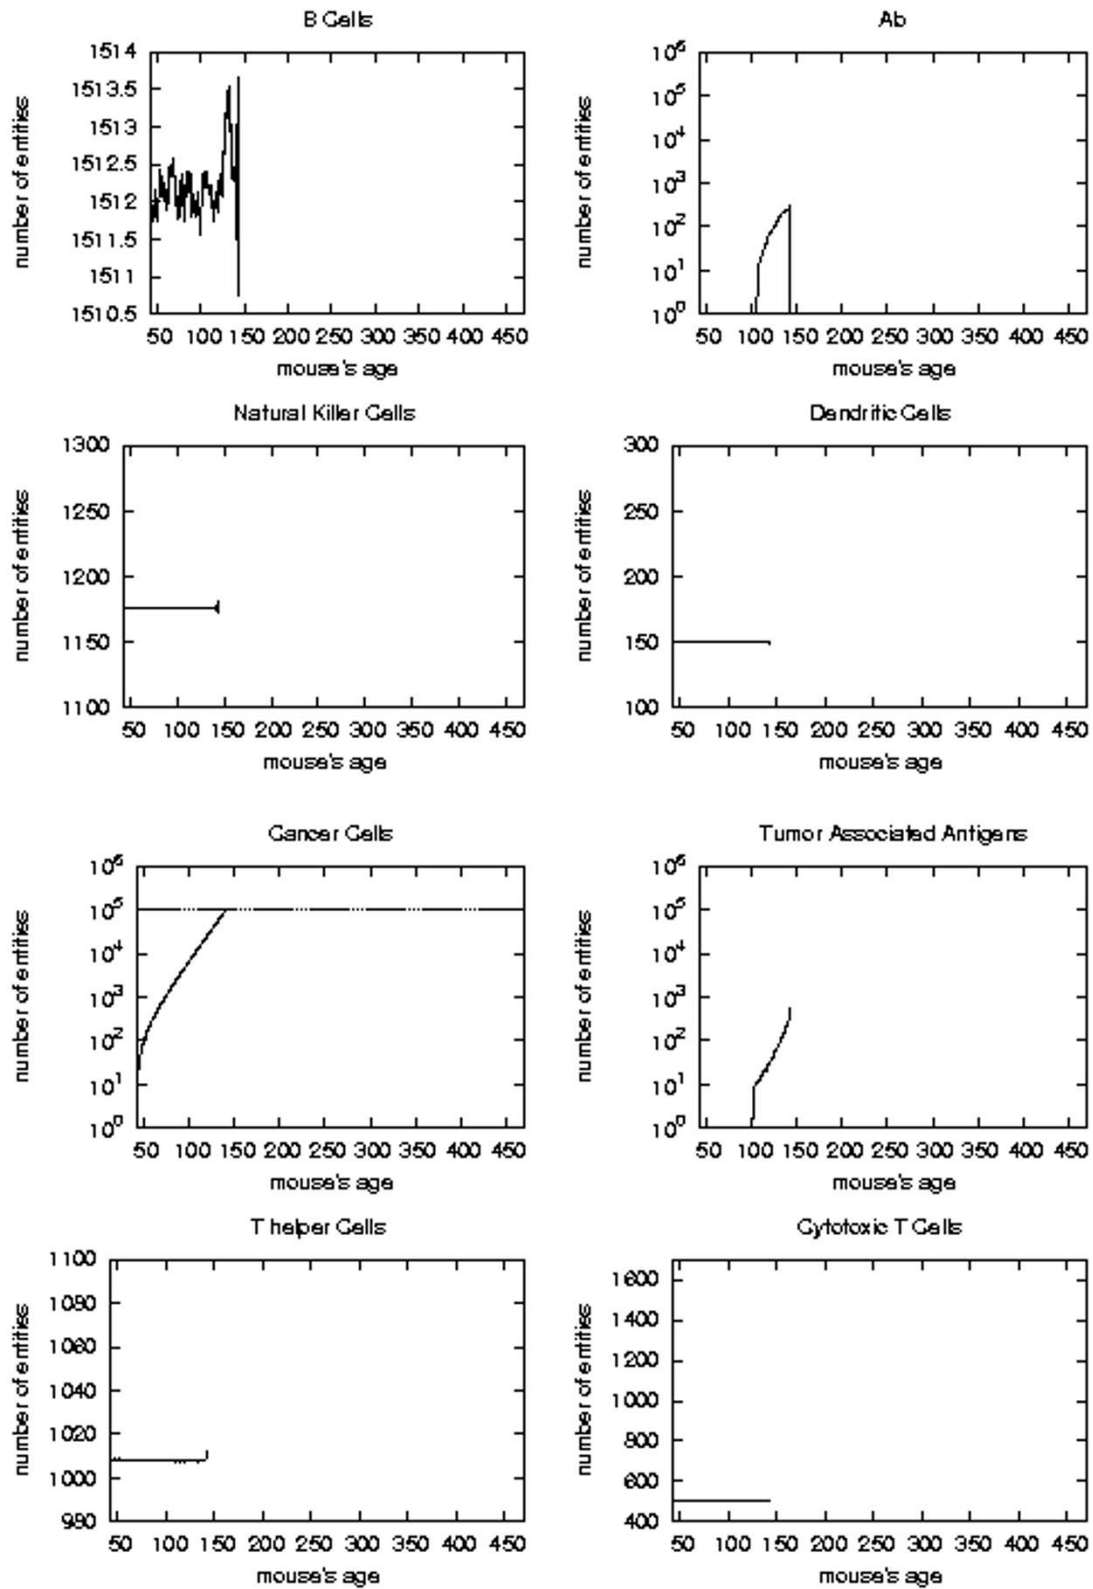 B Cells
1514
1513.5
1513
1512.5
1512
1511.5
1511
1510.5
number of entities
50 100 150 200 250 300 350 400 450
mouse's age
Ab
10^6
10^5
10^4
10^3
10^2
10^1
10^0
number of entities
50 100 150 200 250 300 350 400 450
mouse's age
Natural Killer Cells
1300
1250
1200
1150
1100
number of entities
50 100 150 200 250 300 350 400 450
mouse's age
Dendritic Cells
300
250
200
150
100
number of entities
50 100 150 200 250 300 350 400 450
mouse's age
Cancer Cells
10^6
10^5
10^4
10^3
10^2
10^1
10^0
number of entities
50 100 150 200 250 300 350 400 450
mouse's age
Tumor Associated Antigens
10^6
10^5
10^4
10^3
10^2
10^1
10^0
number of entities
50 100 150 200 250 300 350 400 450
mouse's age
T helper Cells
1100
1080
1060
1040
1020
1000
980
number of entities
50 100 150 200 250 300 350 400 450
mouse's age
Cytotoxic T Cells
1600
1400
1200
1000
800
600
400
number of entities
50 100 150 200 250 300 350 400 450
mouse's age